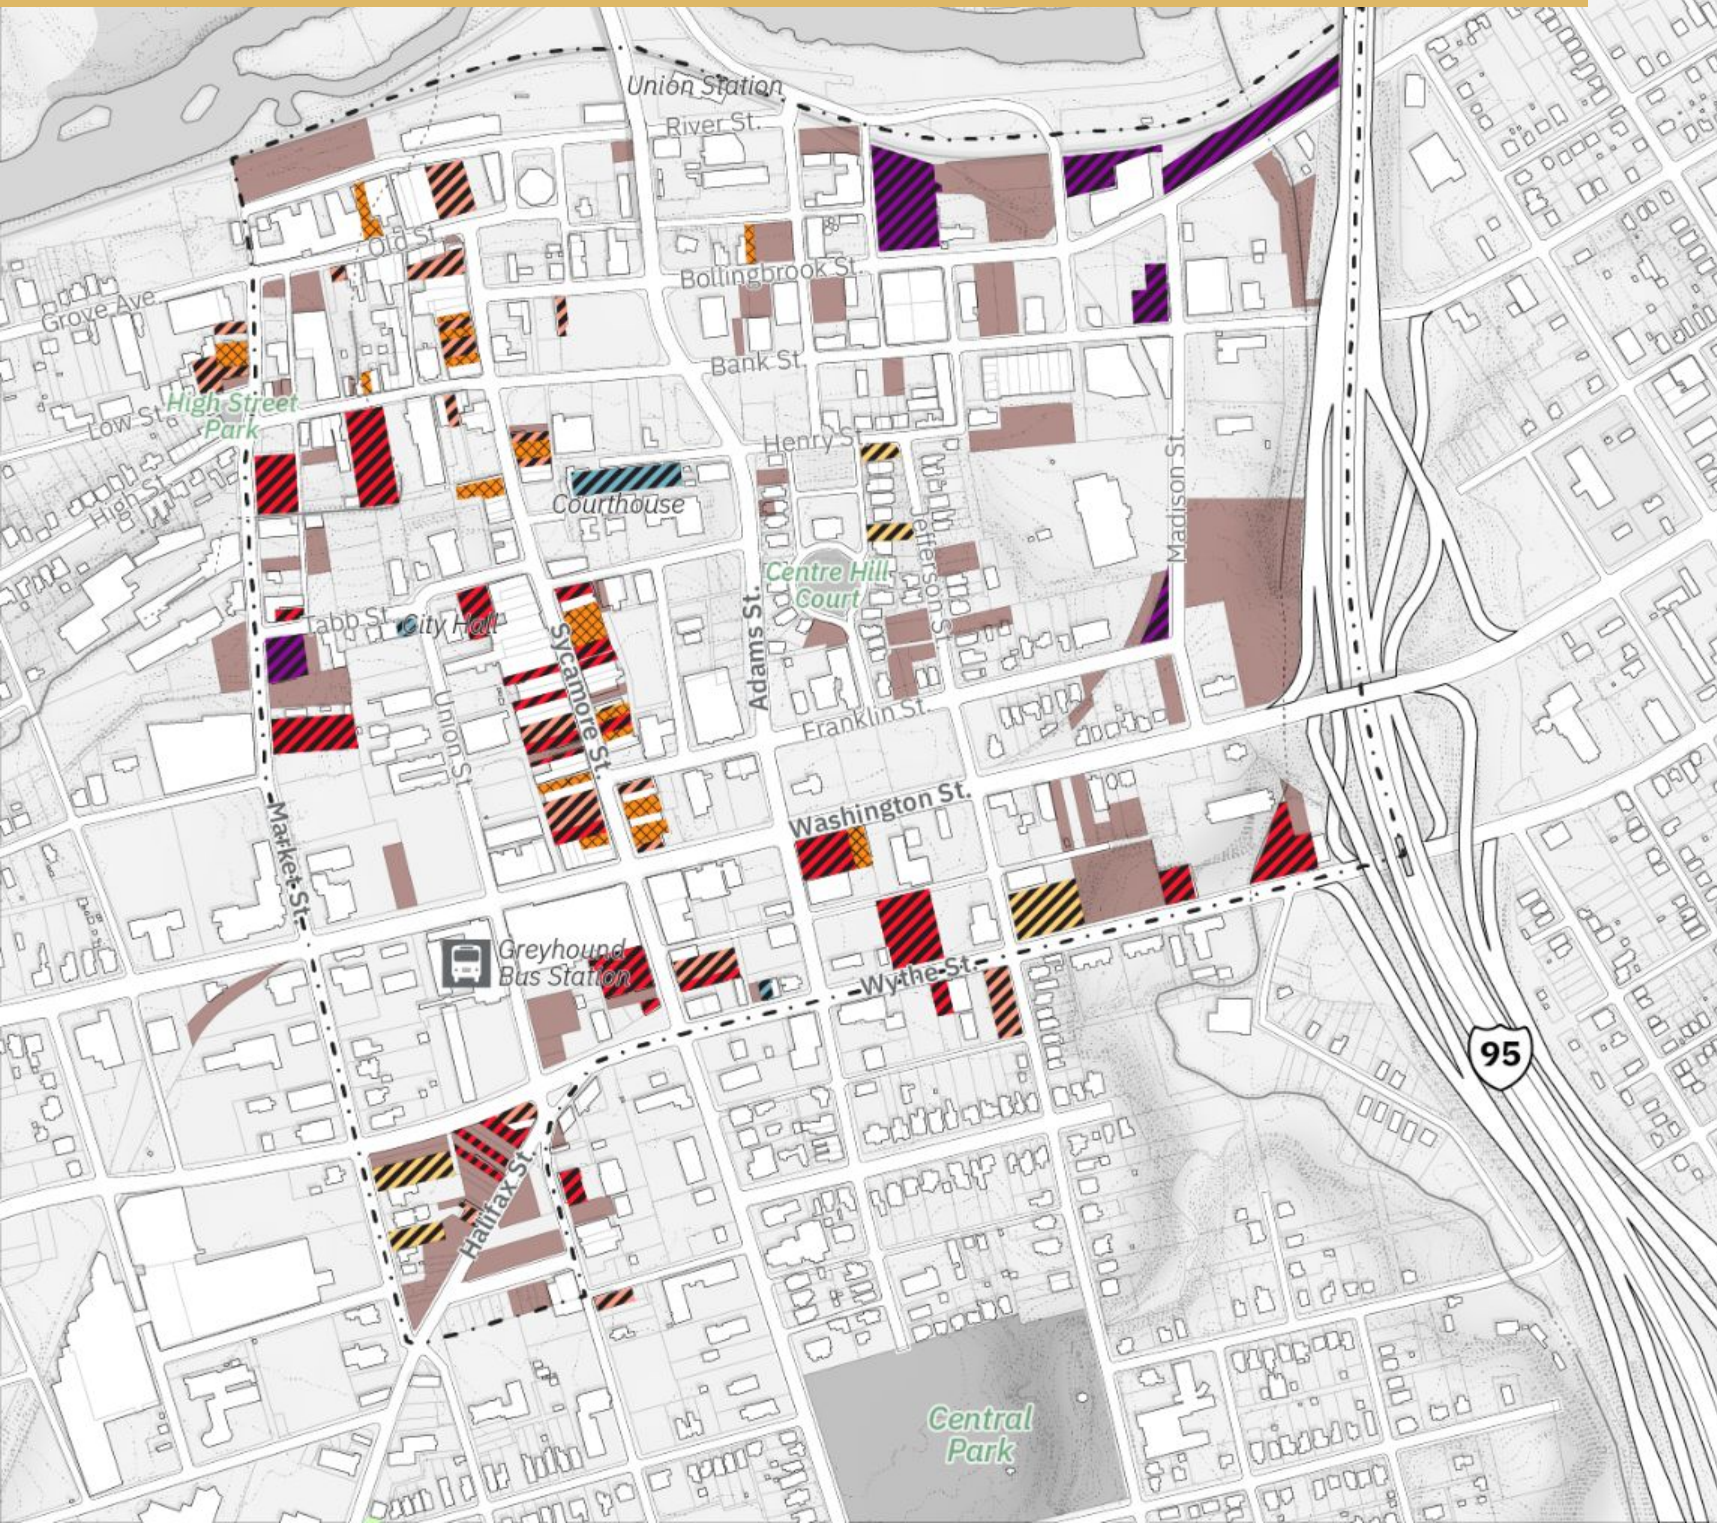 Union Station
River St.
Old St.
Bollingbrook St.
Grove Ave.
Bank St.
High Street
Park
Low St.
Henry St.
High St.
Courthouse
Madison St.
Jefferson St.
Centre Hill
Court
Tabb St.
City Hall
Adams St.
Sycamore St.
Union St.
Franklin St.
Washington St.
Market St.
Greyhound
Bus Station
Wythe St.
95
Halifax St.
Central
Park